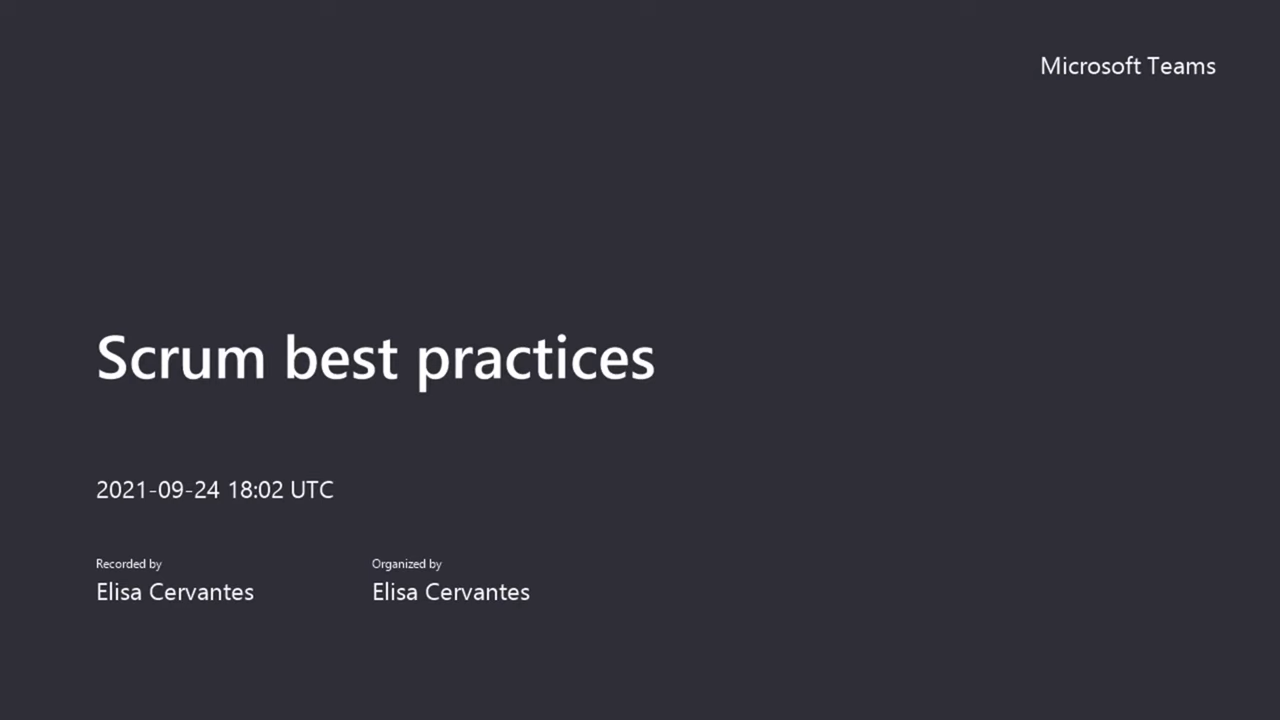 Microsoft Teams
Scrum best practices
2021-09-24 18:02 UTC
Recorded by
Elisa Cervantes
Organized by
Elisa Cervantes